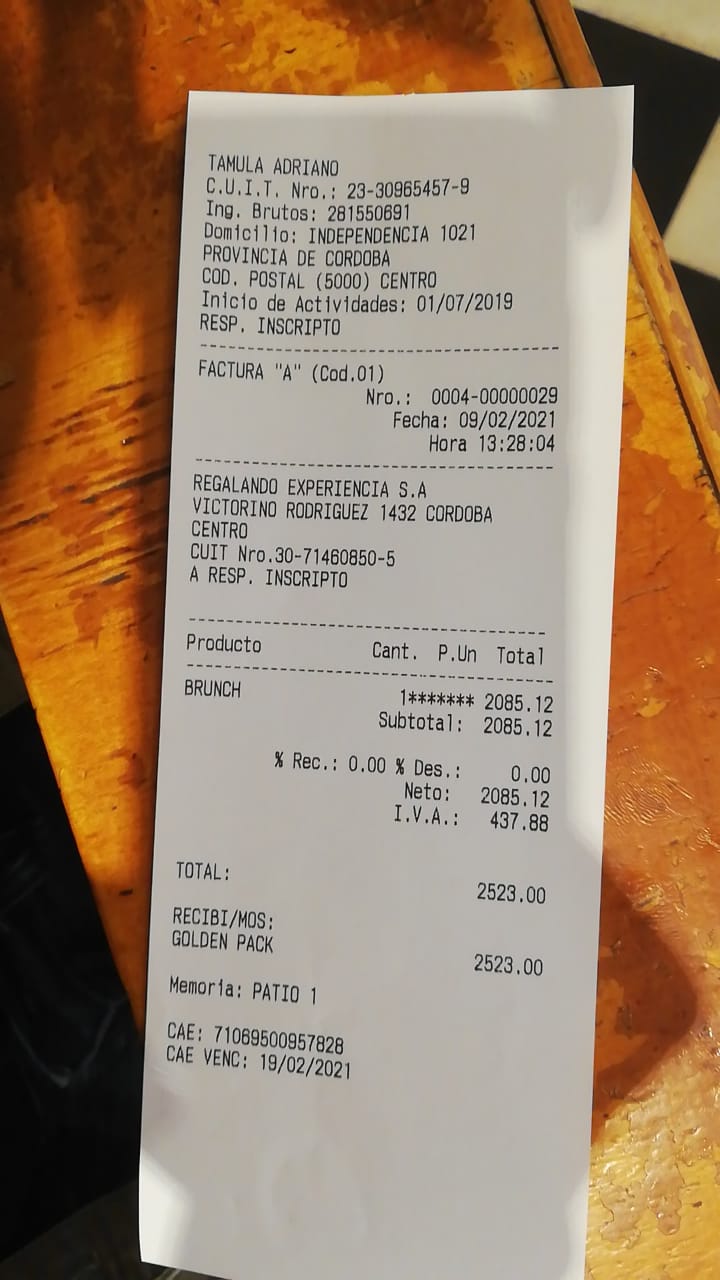 TAMULA ADRIANO
C.U.I.T. Nro.: 23-30965457-9
Ing. Brutos: 281550691
Domicilio: INDEPENDENCIA 1021
PROVINCIA DE CORDOBA
COD. POSTAL (5000) CENTRO
Inicio de Actividades: 01/07/2019
RESP. INSCRIPTO
FACTURA "A" (Cod.01)
Nro.: 0004-00000029
Fecha: 09/02/2021
Hora 13:28:04
REGALANDO EXPERIENCIA S.A
VICTORINO RODRIGUEZ 1432 CORDOBA
CENTRO
CUIT Nro.30-71460850-5
A RESP. INSCRIPTO
Producto Cant. P.Un Total
BRUNCH 1******* 2085.12
Subtotal: 2085.12
% Rec.: 0.00 % Des.: 0.00
Neto: 2085.12
I.V.A.: 437.88
TOTAL: 2523.00
RECIBI/MOS:
GOLDEN PACK 2523.00
Memoria: PATIO 1
CAE: 71069500957828
CAE VENC: 19/02/2021